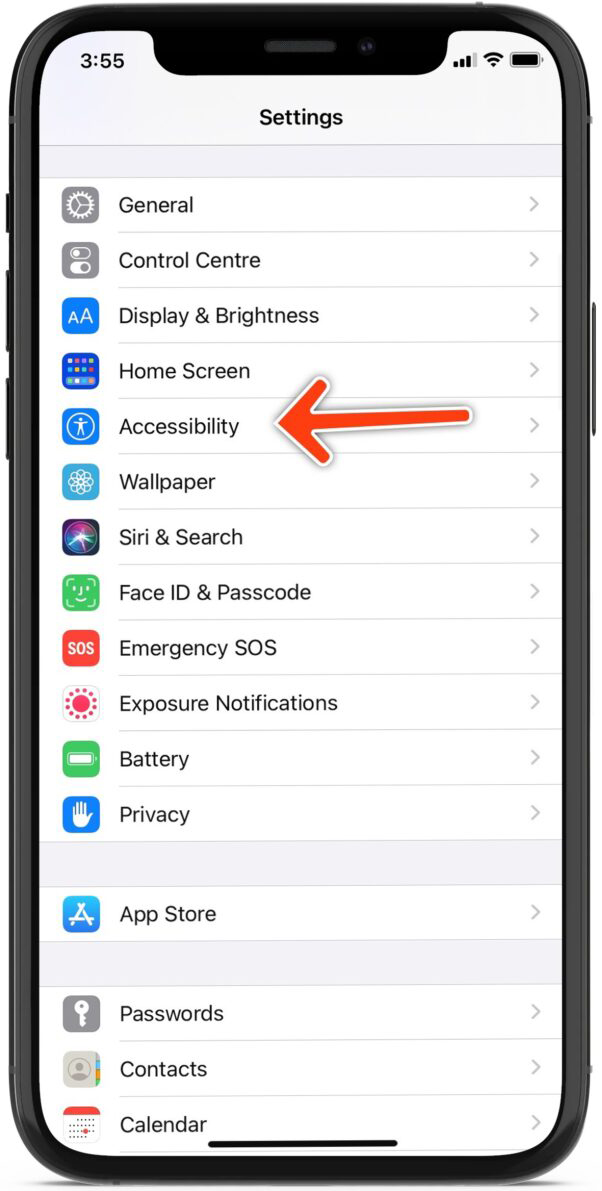 3:55
Settings
General
Control Centre
AA Display & Brightness
Home Screen
Accessibility
Wallpaper
Siri & Search
Face ID & Passcode
SOS Emergency SOS
Exposure Notifications
Battery
Privacy
App Store
Passwords
Contacts
Calendar